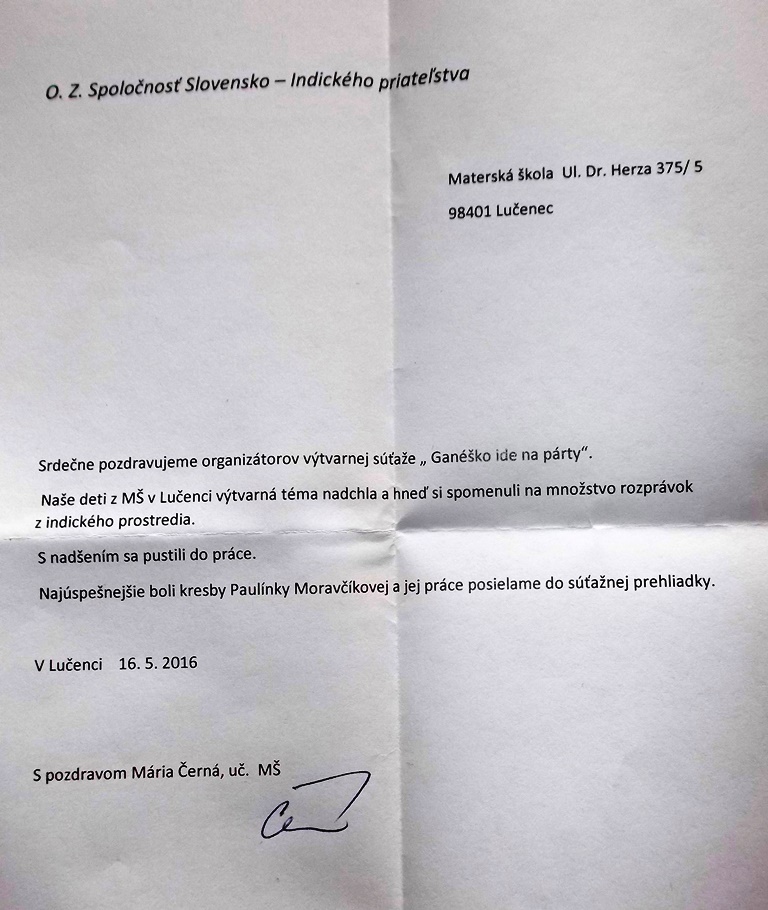 O. Z. Spoločnosť Slovensko – Indického priateľstva
Materská škola Ul. Dr. Herza 375/ 5
98401 Lučenec
Srdečne pozdravujeme organizátorov výtvarnej súťaže „ Ganéško ide na párty“.
Naše deti z MŠ v Lučenci výtvarná téma nadchla a hneď si spomenuli na množstvo rozprávok
z indického prostredia.
S nadšením sa pustili do práce.
Najúspešnejšie boli kresby Paulínky Moravčíkovej a jej práce posielame do súťažnej prehliadky.
V Lučenci 16. 5. 2016
S pozdravom Mária Černá, uč. MŠ